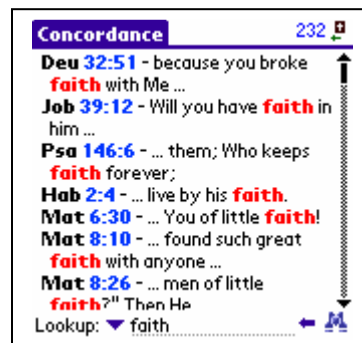 Concordance 232
Deu 32:51 - because you broke
faith with Me ...
Job 39:12 - Will you have faith in
him ...
Psa 146:6 - ... them; Who keeps
faith forever;
Hab 2:4 - ... live by his faith.
Mat 6:30 - ... You of little faith!
Mat 8:10 - ... found such great
faith with anyone ...
Mat 8:26 - ... men of little
faith?" Then He
Lookup: faith